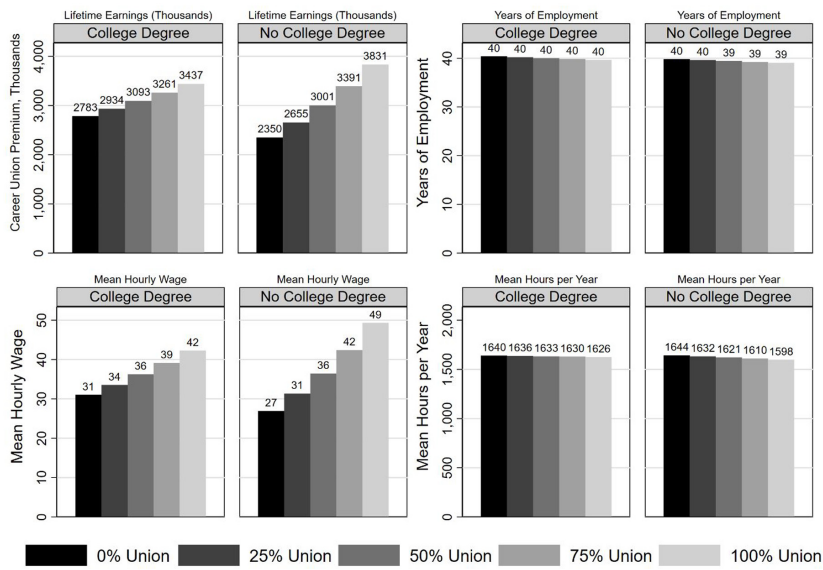 Lifetime Earnings (Thousands)
College Degree
Career Union Premium, Thousands
0
1,000
2,000
3,000
4,000
2783
2934
3093
3261
3437
Lifetime Earnings (Thousands)
No College Degree
2350
2655
3001
3391
3831
Years of Employment
College Degree
Years of Employment
0
10
20
30
40
40 40 40 40 40
Years of Employment
No College Degree
40 40 39 39 39
Mean Hourly Wage
College Degree
Mean Hourly Wage
0
10
20
30
40
50
31
34
36
39
42
Mean Hourly Wage
No College Degree
27
31
36
42
49
Mean Hours per Year
College Degree
Mean Hours per Year
0
500
1,000
1,500
2,000
1640 1636 1633 1630 1626
Mean Hours per Year
No College Degree
1644 1632 1621 1610 1598
0% Union 25% Union 50% Union 75% Union 100% Union